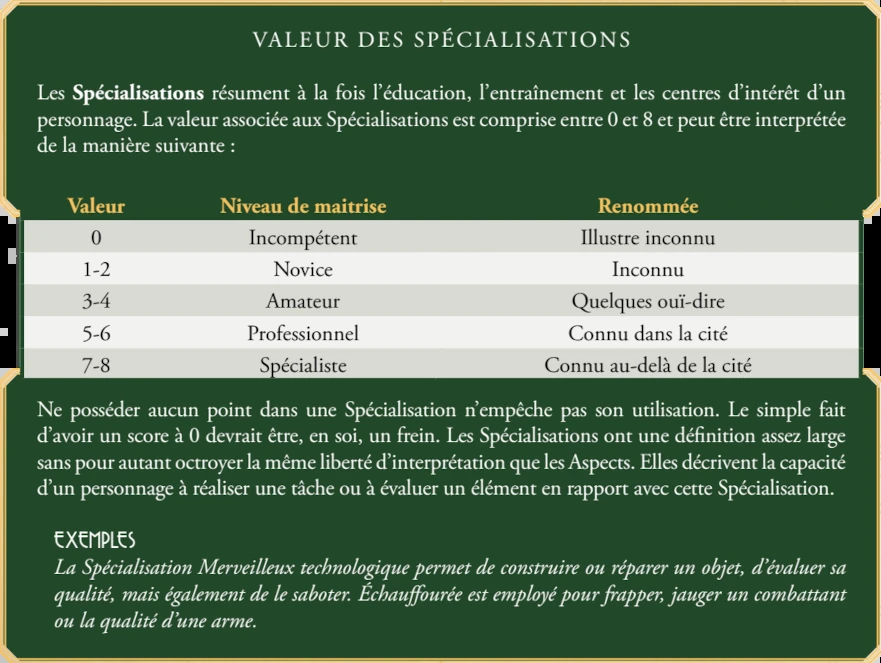 VALEUR DES SPÉCIALISATIONS
Les Spécialisations résument à la fois l'éducation, l'entraînement et les centres d'intérêt d'un
personnage. La valeur associée aux Spécialisations est comprise entre 0 et 8 et peut être interprétée
de la manière suivante :
Valeur Niveau de maitrise Renommée
0 Incompétent Illustre inconnu
1-2 Novice Inconnu
3-4 Amateur Quelques ouï-dire
5-6 Professionnel Connu dans la cité
7-8 Spécialiste Connu au-delà de la cité
Ne posséder aucun point dans une Spécialisation n'empêche pas son utilisation. Le simple fait
d'avoir un score à 0 devrait être, en soi, un frein. Les Spécialisations ont une définition assez large
sans pour autant octroyer la même liberté d'interprétation que les Aspects. Elles décrivent la capacité
d'un personnage à réaliser une tâche ou à évaluer un élément en rapport avec cette Spécialisation.
EXEMPLES
La Spécialisation Merveilleux technologique permet de construire ou réparer un objet, d'évaluer sa
qualité, mais également de le saboter. Échauffourée est employé pour frapper, jauger un combattant
ou la qualité d'une arme.